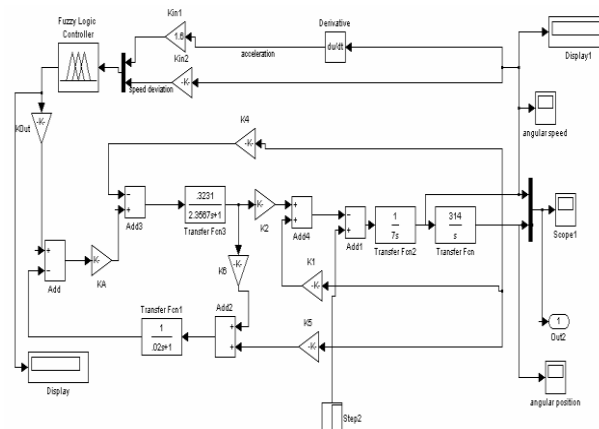 Fuzzy Logic
Controller
Kin1
1.6
acceleration
Derivative
du/dt
Display1
Kin2
-K-
speed deviation
KOut
-K-
K4
-K-
angular speed
Add3
.3231
2.3567s+1
Transfer Fcn3
K-
K2
Add4
Add1
1
7s
Transfer Fcn2
314
s
Transfer Fcn
Scope1
Add
K-
KA
-K-
K6
K1
-K-
Transfer Fcn1
1
.02s+1
Add2
K5
-K-
1
Out2
Display
Step2
angular position